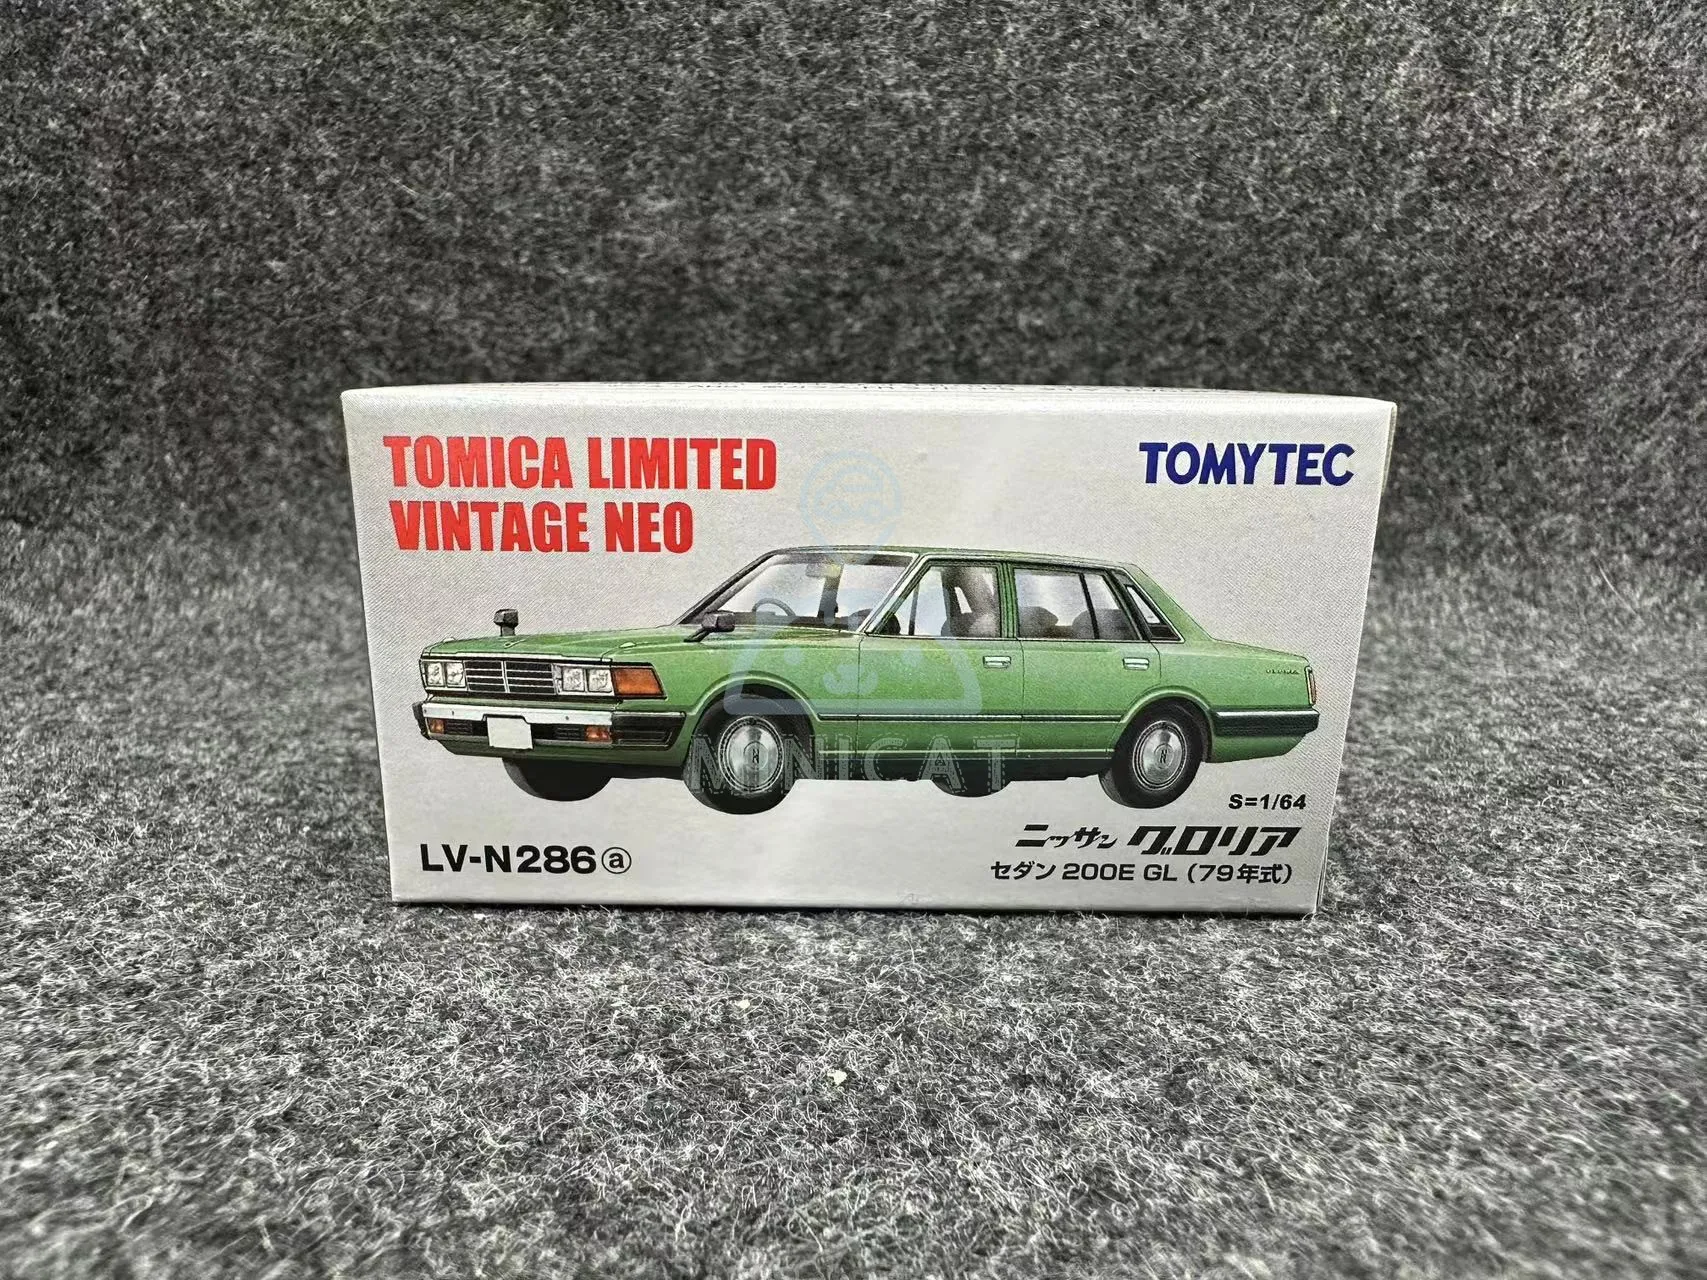 TOMICA LIMITED
VINTAGE NEO
TOMYTEC
MINICAT
S=1/64
LV-N286ⓐ
ニッサン グロリア
セダン 200E GL (79年式)